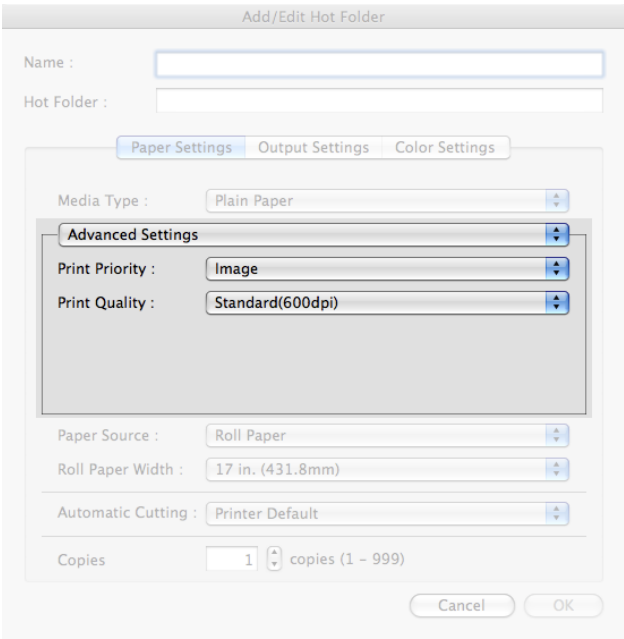 Add/Edit Hot Folder
Name :
Hot Folder :
Paper Settings Output Settings Color Settings
Media Type : Plain Paper
Advanced Settings
Print Priority : Image
Print Quality : Standard(600dpi)
Paper Source : Roll Paper
Roll Paper Width : 17 in. (431.8mm)
Automatic Cutting : Printer Default
Copies 1 copies (1 - 999)
Cancel OK